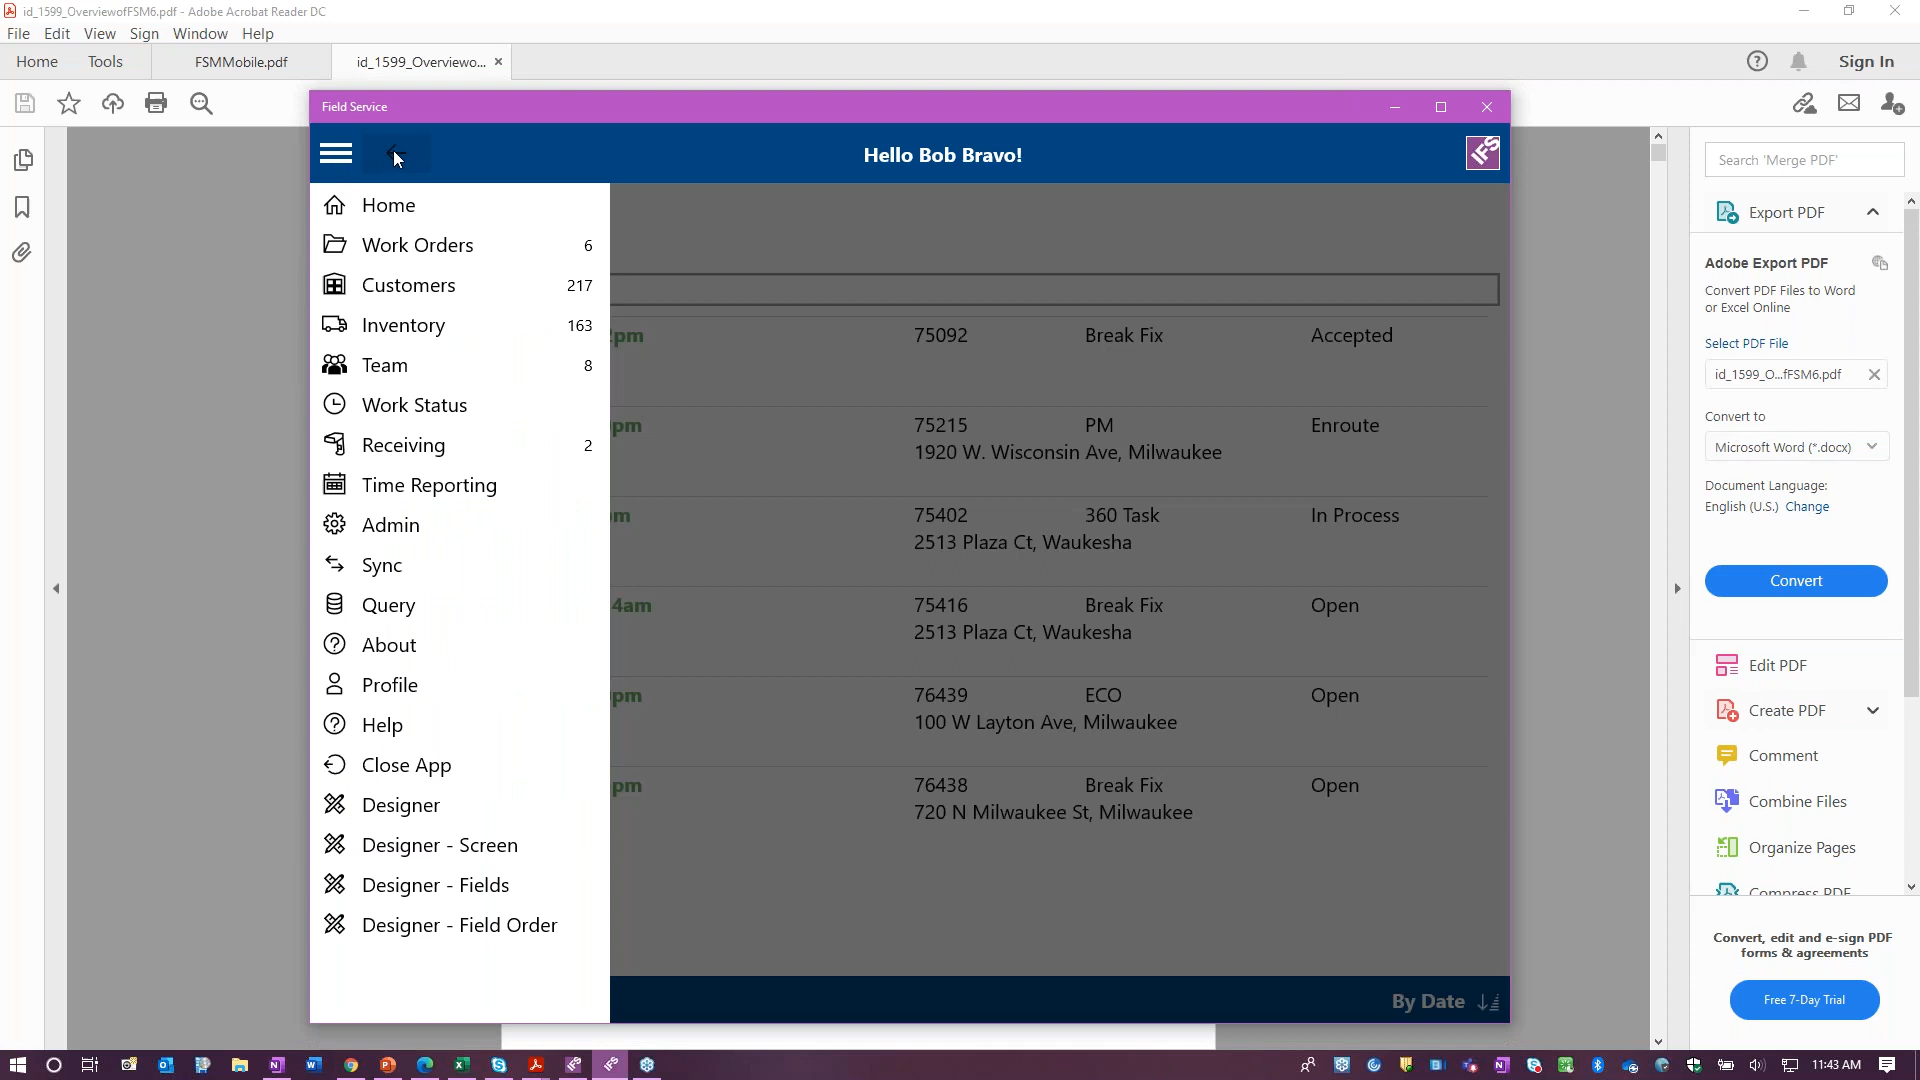 id_1599_OverviewofFSM6.pdf - Adobe Acrobat Reader DC
File Edit View Sign Window Help
Home Tools FSMMobile.pdf id_1599_Overviewo... ×
Sign In
Field Service
Hello Bob Bravo!
IFS
Search 'Merge PDF'
Home
Work Orders 6
Customers 217
Inventory 163
Team 8
Work Status
Receiving 2
Time Reporting
Admin
Sync
Query
About
Profile
Help
Close App
Designer
Designer - Screen
Designer - Fields
Designer - Field Order
pm 75092 Break Fix Accepted
pm 75215 PM Enroute
1920 W. Wisconsin Ave, Milwaukee
m 75402 360 Task In Process
2513 Plaza Ct, Waukesha
4am 75416 Break Fix Open
2513 Plaza Ct, Waukesha
pm 76439 ECO Open
100 W Layton Ave, Milwaukee
pm 76438 Break Fix Open
720 N Milwaukee St, Milwaukee
By Date
Export PDF
Adobe Export PDF
Convert PDF Files to Word
or Excel Online
Select PDF File
id_1599_O...fFSM6.pdf
Convert to
Microsoft Word (*.docx)
Document Language:
English (U.S.) Change
Convert
Edit PDF
Create PDF
Comment
Combine Files
Organize Pages
Compress PDF
Convert, edit and e-sign PDF
forms & agreements
Free 7-Day Trial
11:43 AM